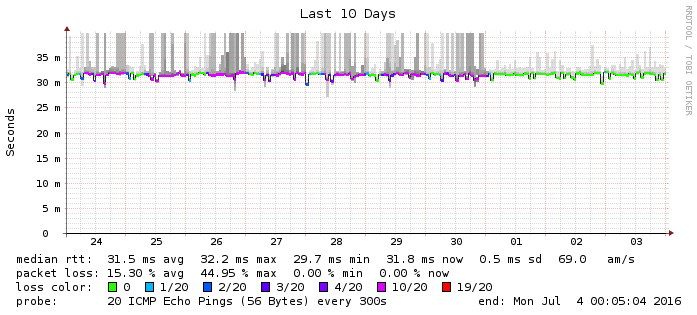 Last 10 Days
RRDTOOL / TOBI OETIKER
Seconds
35 m
30 m
25 m
20 m
15 m
10 m
5 m
0
24 25 26 27 28 29 30 01 02 03
median rtt: 31.5 ms avg 32.2 ms max 29.7 ms min 31.8 ms now 0.5 ms sd 69.0 am/s
packet loss: 15.30 % avg 44.95 % max 0.00 % min 0.00 % now
loss color: 0 1/20 2/20 3/20 4/20 10/20 19/20
probe: 20 ICMP Echo Pings (56 Bytes) every 300s end: Mon Jul 4 00:05:04 2016